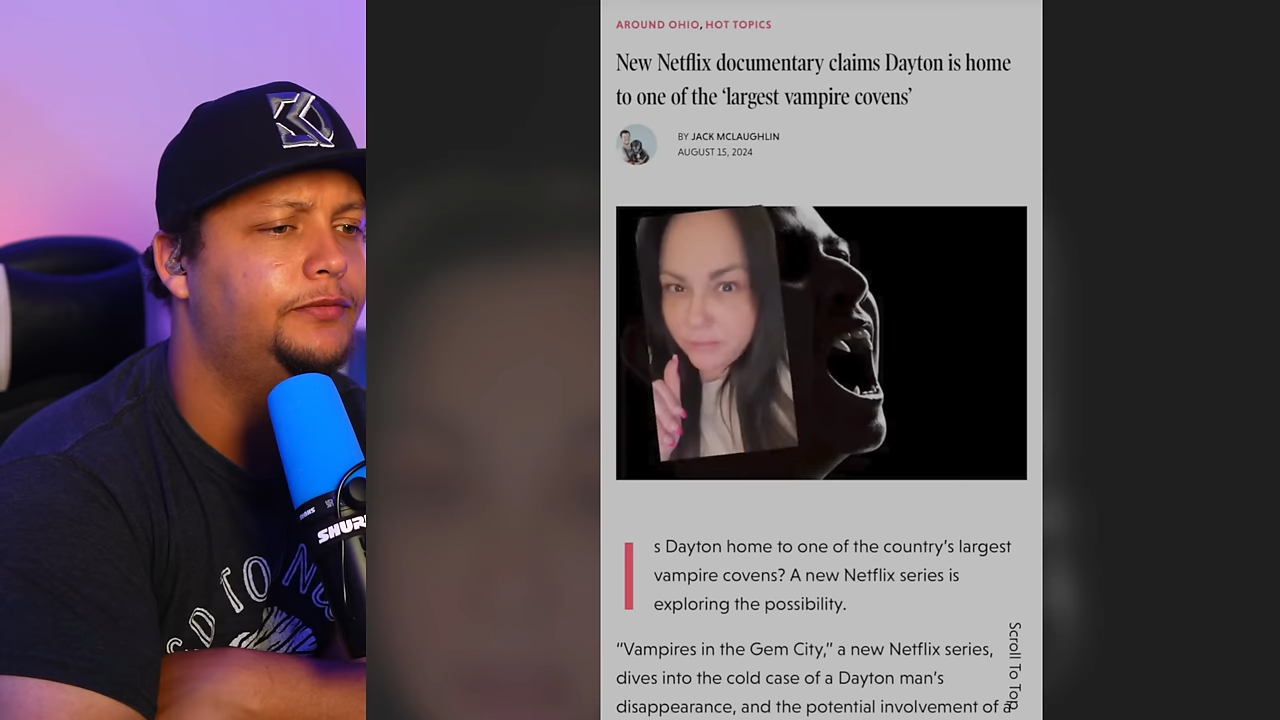 AROUND OHIO, HOT TOPICS
New Netflix documentary claims Dayton is home
to one of the ‘largest vampire covens’
BY JACK MCLAUGHLIN
AUGUST 15, 2024
Is Dayton home to one of the country’s largest
vampire covens? A new Netflix series is
exploring the possibility.
“Vampires in the Gem City,” a new Netflix series,
dives into the cold case of a Dayton man’s
disappearance, and the potential involvement of a
Scroll To Top
SHUR